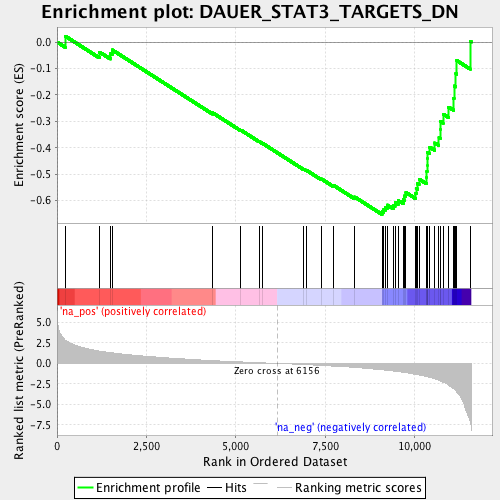 Enrichment plot: DAUER_STAT3_TARGETS_DN
Enrichment score (ES)
0.0
-0.1
-0.2
-0.3
-0.4
-0.5
-0.6
'na_pos' (positively correlated)
Ranked list metric (PreRanked)
5.0
2.5
0.0
-2.5
-5.0
-7.5
Zero cross at 6156
'na_neg' (negatively correlated)
0
2,500
5,000
7,500
10,000
Rank in Ordered Dataset
Enrichment profile
Hits
Ranking metric scores